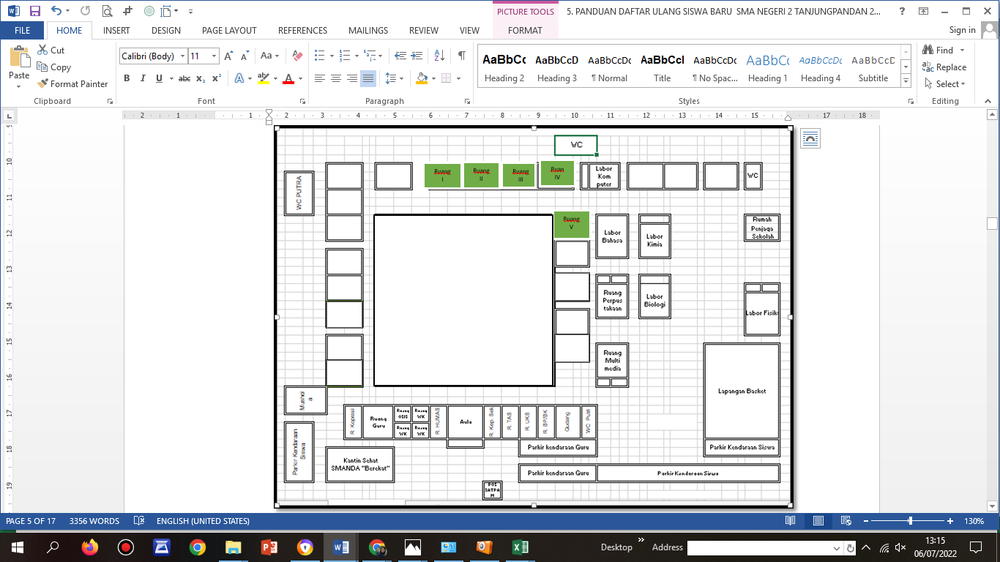 PICTURE TOOLS
5. PANDUAN DAFTAR ULANG SISWA BARU  SMA NEGERI 2 TANJUNGPANDAN 2...
FILE HOME INSERT DESIGN PAGE LAYOUT REFERENCES MAILINGS REVIEW VIEW FORMAT
Sign in
Paste
Cut
Copy
Format Painter
Clipboard
Calibri (Body) 11
Font
Paragraph
AaBbCc Heading 2
AaBbCcD Heading 3
AaBbCcDc ¶ Normal
AaBbCcl Title
AaBbCcDc ¶ No Spac...
AaBbC Heading 1
AaBbCcDc Heading 4
AaBbCcD Subtitle
Styles
Find
Replace
Select
Editing
2 1 1 2 3 4 5 6 7 8 9 10 11 12 13 14 15 17 18
9
10
11
12
13
14
15
16
17
18
19
WC
WC PUTRA
Ruang
I
Ruang
II
Ruang
III
Ruan
IV
Labor
Kom
puter
WC
Ruang
V
Labor
Bahasa
Labor
Kimia
Rumah
Penjaga
Sekolah
Ruang
Perpus
takaan
Labor
Biologi
Labor Fisik
Ruang
Multi
media
Lapangan Basket
Mushol
a
R. Koprasi
Ruang
Guru
Ruang
OSIS
Ruang
WK
Ruang
WK
Ruang
WK
R. HUMAS
Aula
R. Kep. Sek
R. TAS
R. UKS
R. BP/BK
Gudang
WC Putri
Parkir Kendaraan
Siswa
Parkir kendaraan Guru
Parkir Kendaraan Siswa
Kantin Sehat
SMANDA "Berekat"
Parkir kendaraan Guru
Parkir Kendaraan Siswa
POS
SATPA
M
PAGE 5 OF 17 3356 WORDS ENGLISH (UNITED STATES) 130%
Desktop Address
13:15
06/07/2022